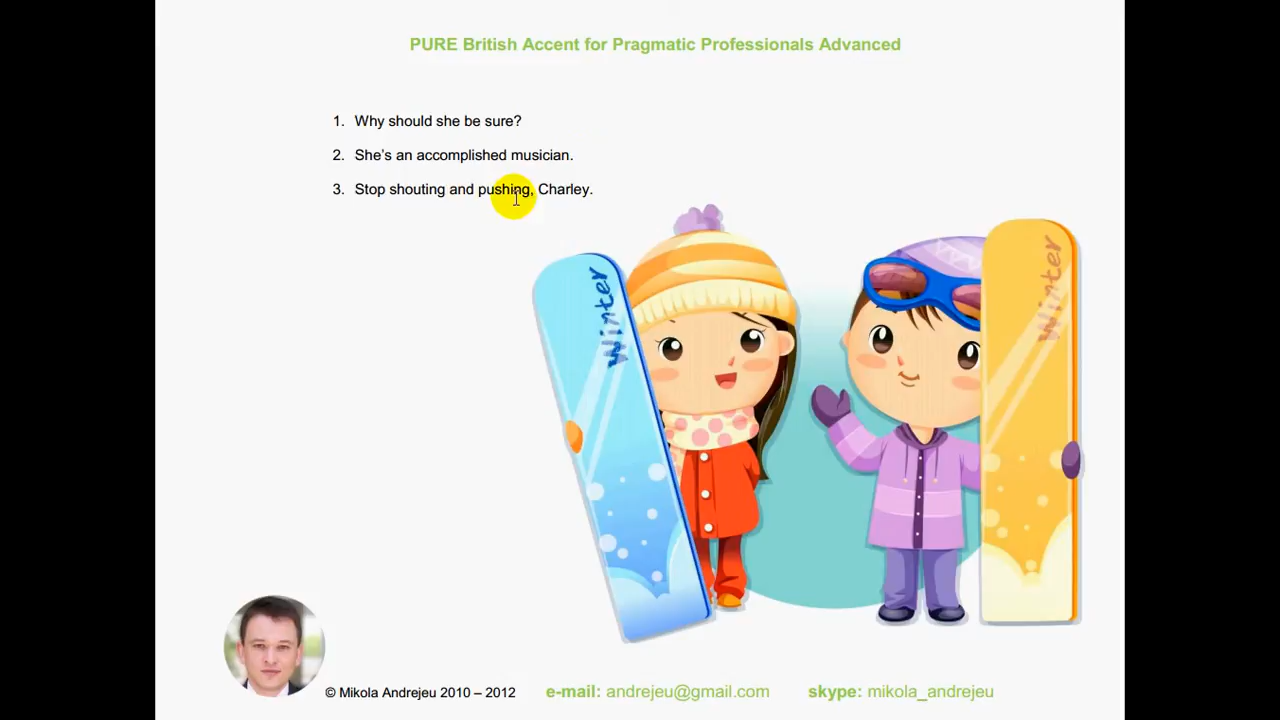 PURE British Accent for Pragmatic Professionals Advanced
1. Why should she be sure?
2. She's an accomplished musician.
3. Stop shouting and pushing, Charley.
Winter
Winter
© Mikola Andrejeu 2010 – 2012 e-mail: andrejeu@gmail.com skype: mikola_andrejeu